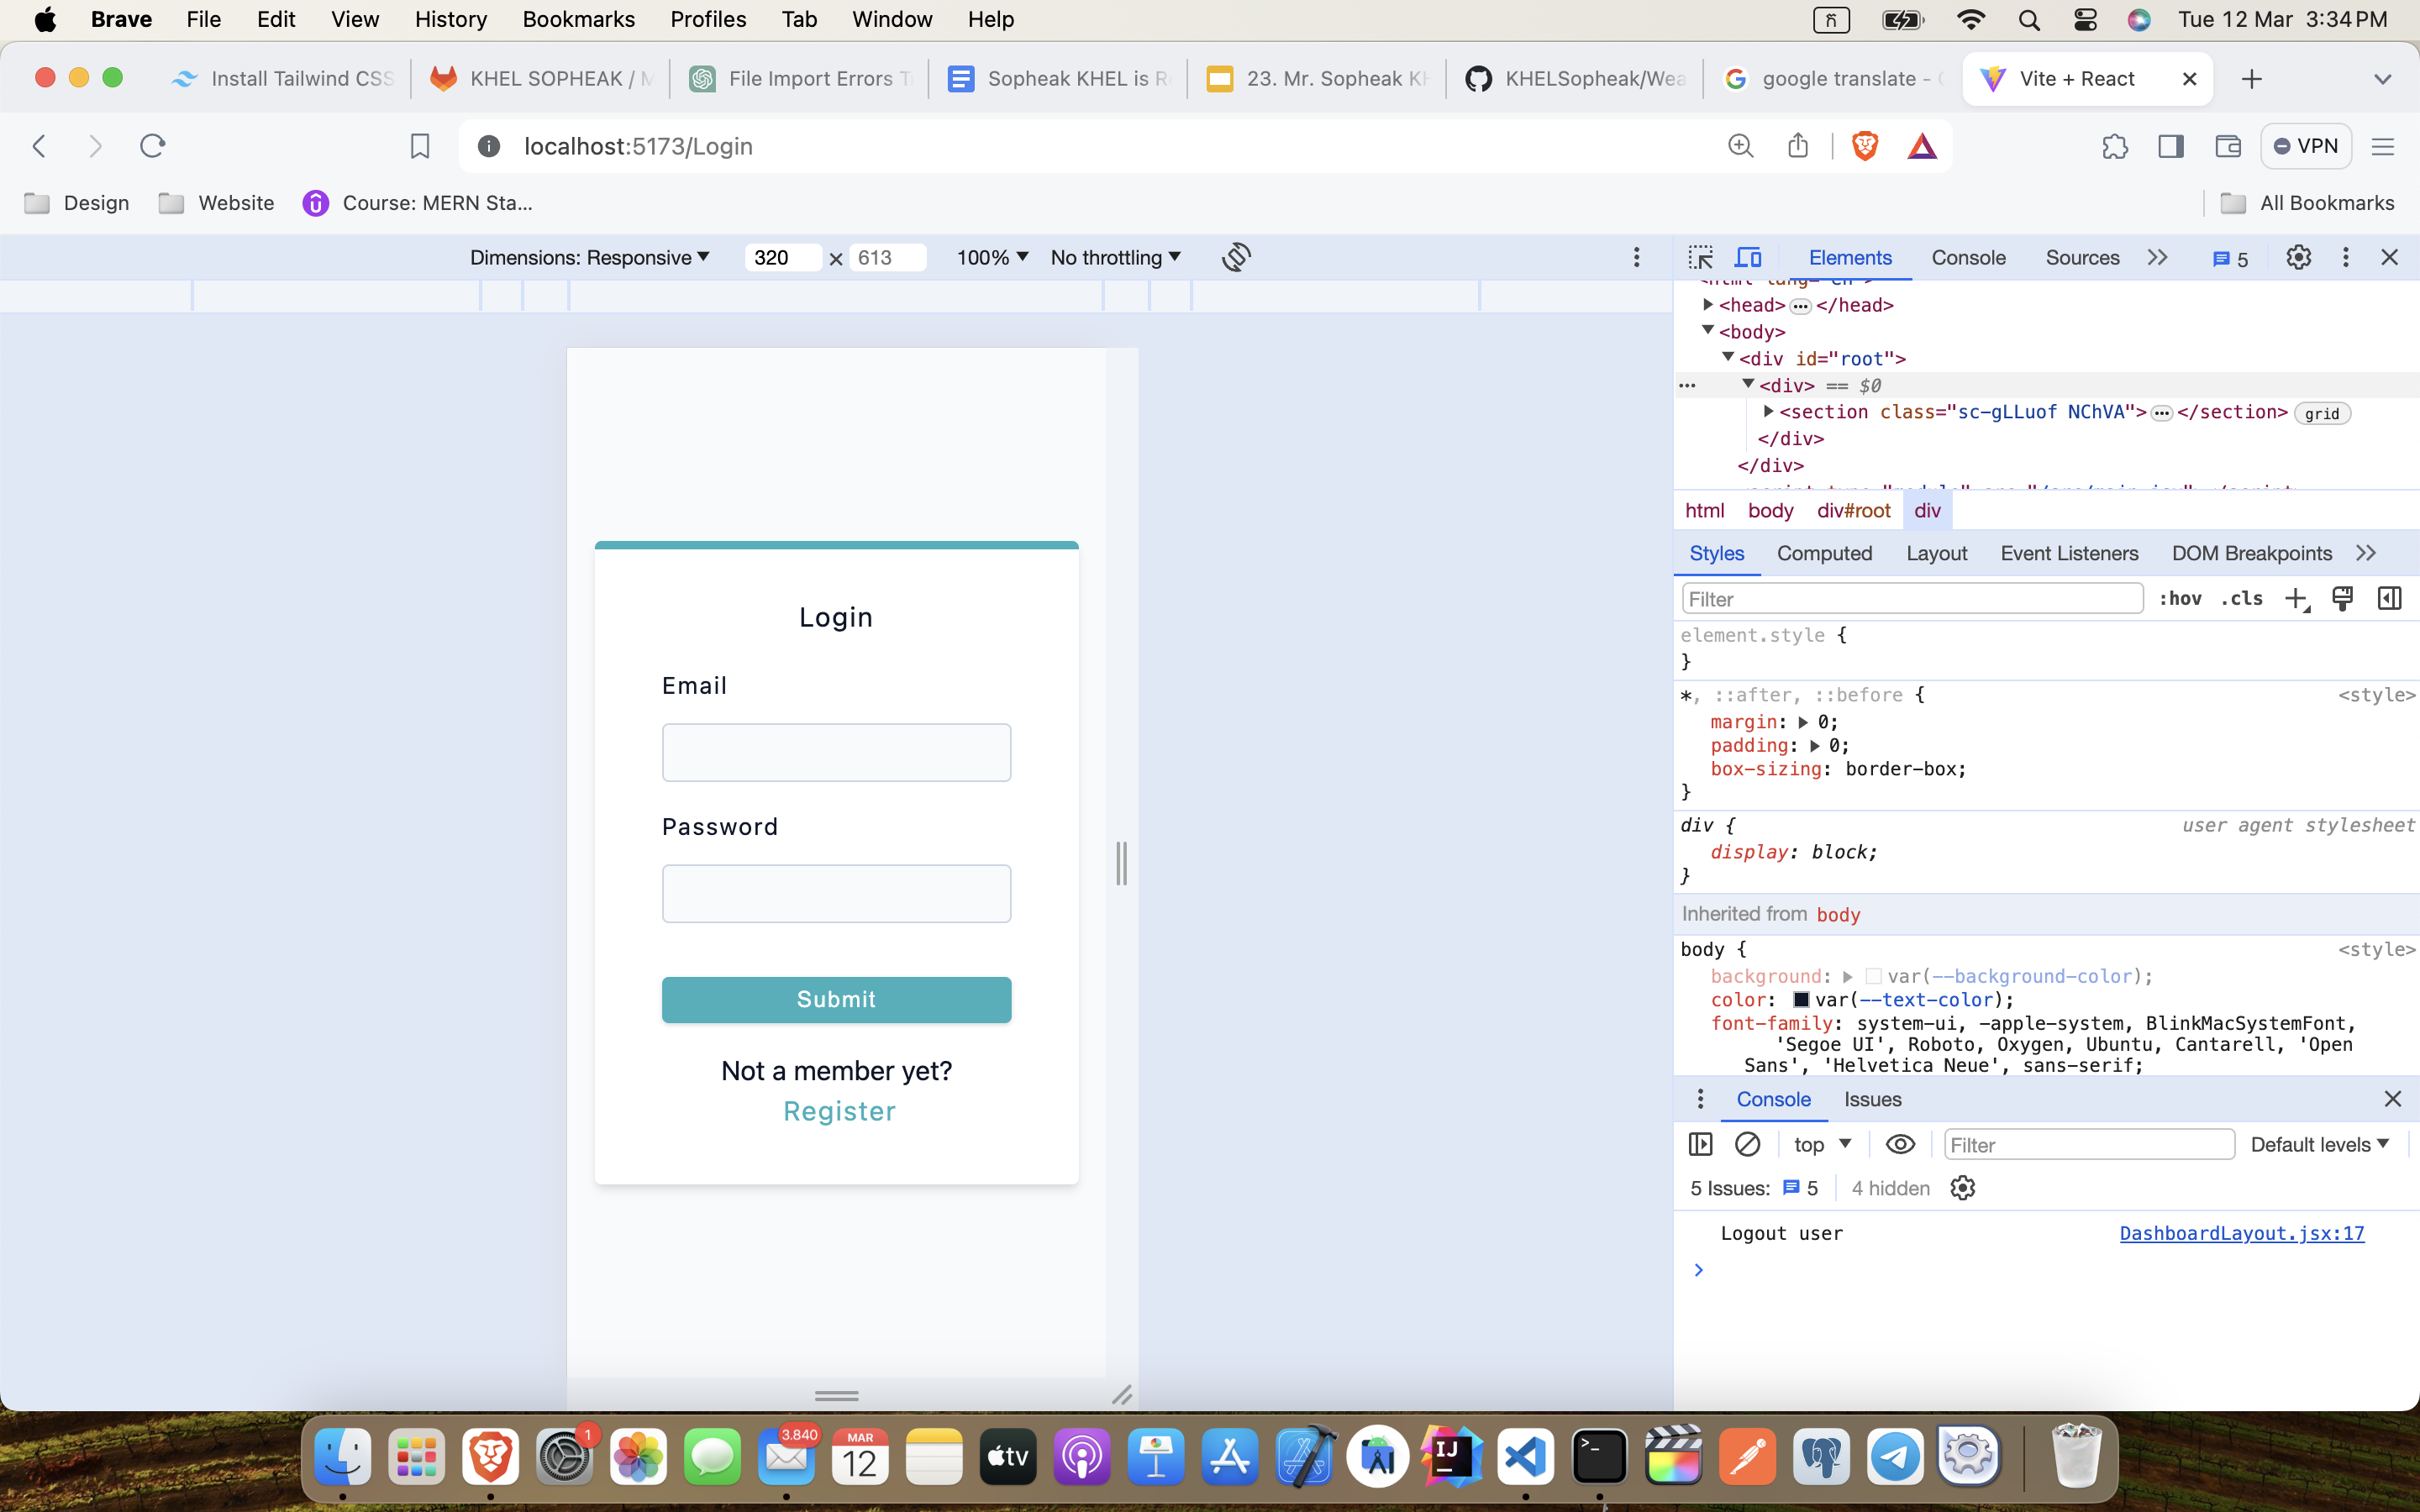 Brave File Edit View History Bookmarks Profiles Tab Window Help Tue 12 Mar 3:34 PM
Install Tailwind CSS KHEL SOPHEAK / File Import Errors Sopheak KHEL is 23. Mr. Sopheak KHELSopheak/Wea google translate - Vite + React
localhost:5173/Login VPN
Design Website Course: MERN Sta... All Bookmarks
Dimensions: Responsive 320 × 613 100% No throttling
Elements Console Sources 5
<head> ••• </head>
<body>
<div id="root">
••• <div> == $0
<section class="sc-gLLuof NChVA"> ••• </section> grid
</div>
</div>
html body div#root div
Styles Computed Layout Event Listeners DOM Breakpoints
Filter :hov .cls
element.style {
}
*, ::after, ::before { <style>
margin: 0;
padding: 0;
box-sizing: border-box;
}
div { user agent stylesheet
display: block;
}
Inherited from body
body { <style>
background: var(--background-color);
color: var(--text-color);
font-family: system-ui, -apple-system, BlinkMacSystemFont,
'Segoe UI', Roboto, Oxygen, Ubuntu, Cantarell, 'Open
Sans', 'Helvetica Neue', sans-serif;
Console Issues
top Filter Default levels
5 Issues: 5 4 hidden
Logout user DashboardLayout.jsx:17
Login
Email
Password
Submit
Not a member yet?
Register
1
3.840
MAR
12
tv
IJ